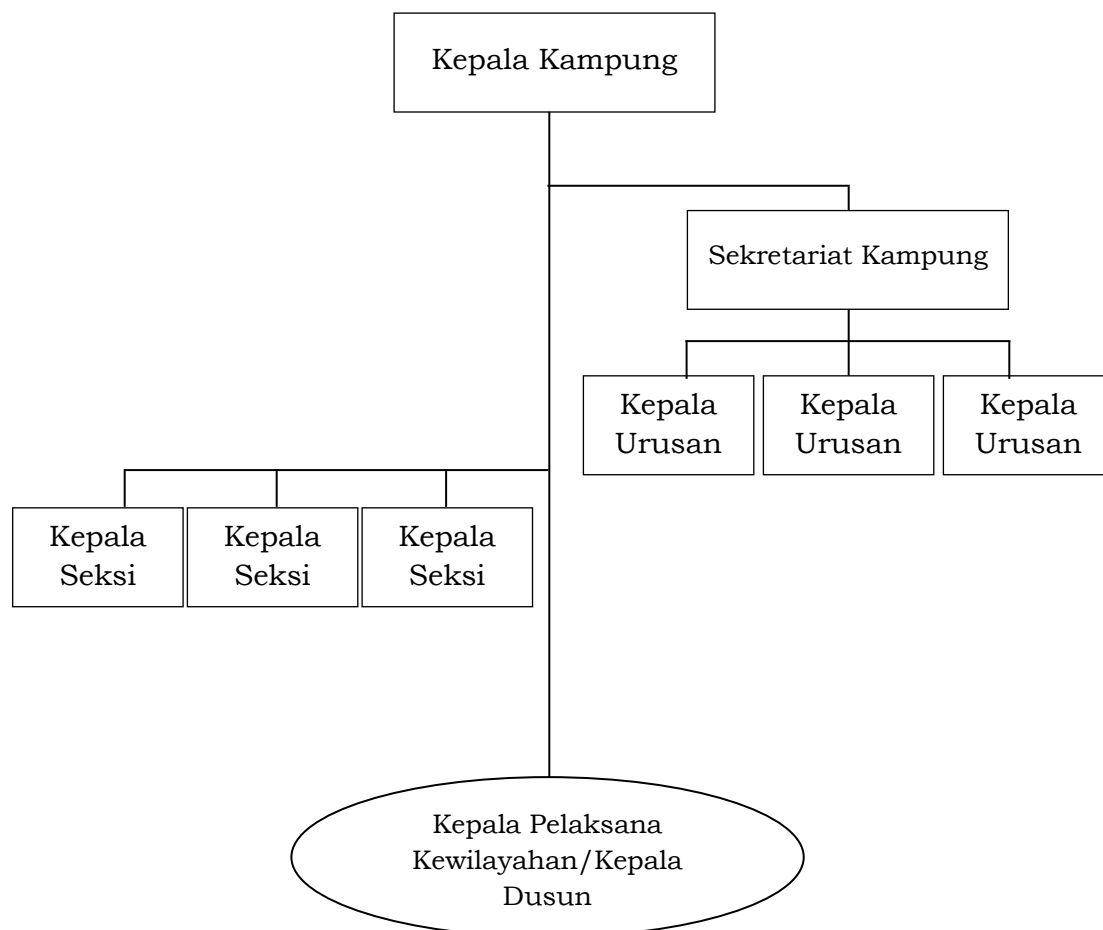 Kepala Kampung
Sekretariat Kampung
Kepala
Urusan
Kepala
Urusan
Kepala
Urusan
Kepala
Seksi
Kepala
Seksi
Kepala
Seksi
Kepala Pelaksana
Kewilayahan/Kepala
Dusun